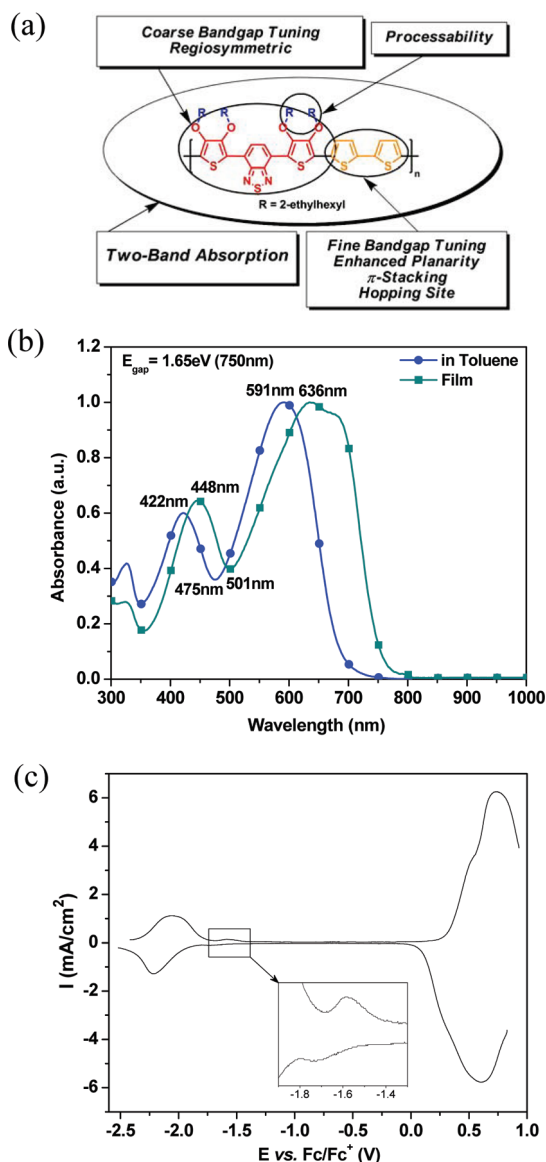 (a)
Coarse Bandgap Tuning
Regiosymmetric
Processability
R R R R
O O O O
S S S S
N N
S
n
R = 2-ethylhexyl
Two-Band Absorption
Fine Bandgap Tuning
Enhanced Planarity
π-Stacking
Hopping Site
(b)
E_gap = 1.65eV (750nm)
in Toluene
Film
591nm 636nm
448nm
422nm
475nm
501nm
Absorbance (a.u.)
1.2
1.0
0.8
0.6
0.4
0.2
0.0
300 400 500 600 700 800 900 1000
Wavelength (nm)
(c)
I (mA/cm²)
6
4
2
0
-2
-4
-6
-1.8 -1.6 -1.4
-2.5 -2.0 -1.5 -1.0 -0.5 0.0 0.5 1.0
E vs. Fc/Fc⁺ (V)